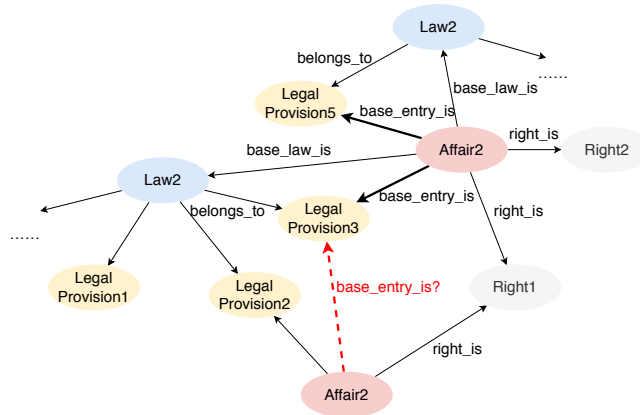 Law2
belongs_to
......
Legal
Provision5
base_law_is
base_entry_is
right_is
Affair2
Right2
base_law_is
Law2
base_entry_is
belongs_to
right_is
Legal
Provision3
......
Legal
Provision1
Legal
Provision2
base_entry_is?
Right1
right_is
Affair2